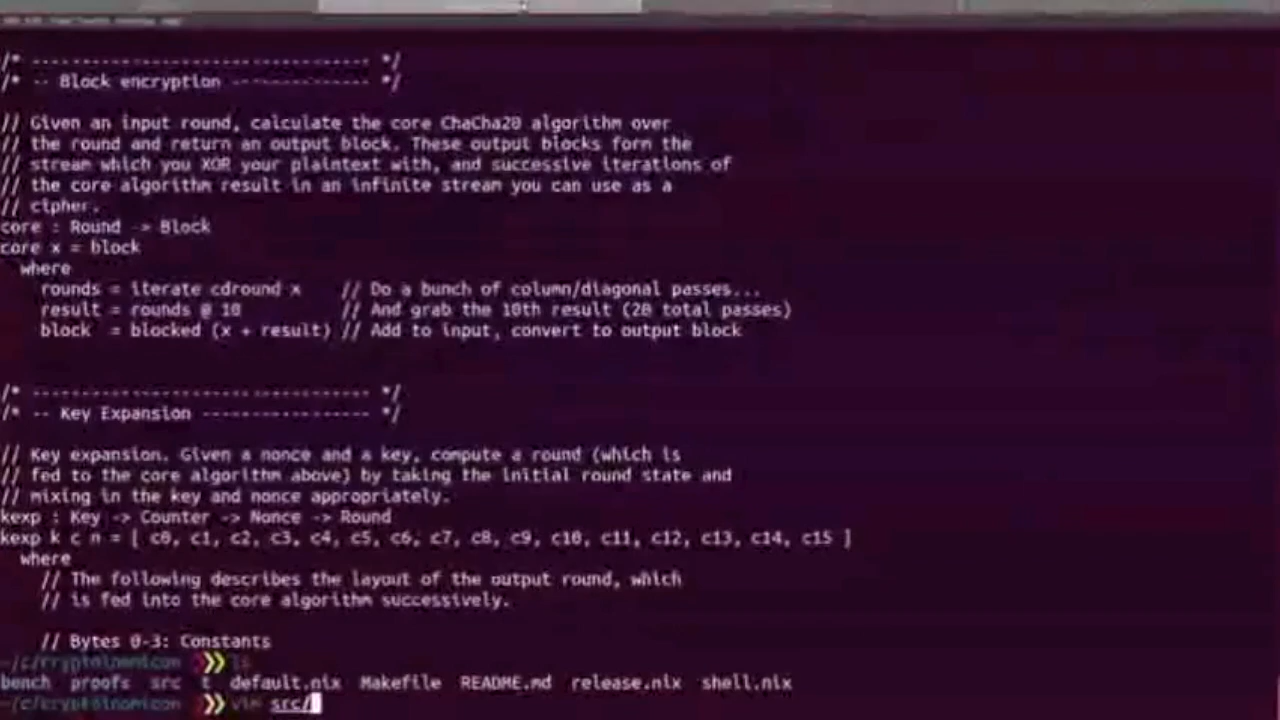 /* ----------------------------------- */
/* -- Block encryption --------------- */
// Given an input round, calculate the core ChaCha20 algorithm over
// the round and return an output block. These output blocks form the
// stream which you XOR your plaintext with, and successive iterations of
// the core algorithm result in an infinite stream you can use as a
// cipher.
core : Round -> Block
core x = block
where
rounds = iterate cdround x // Do a bunch of column/diagonal passes...
result = rounds @ 10 // And grab the 10th result (20 total passes)
block = blocked (x + result) // Add to input, convert to output block
/* ----------------------------------- */
/* -- Key Expansion ------------------ */
// Key expansion. Given a nonce and a key, compute a round (which is
// fed to the core algorithm above) by taking the initial round state and
// mixing in the key and nonce appropriately.
kexp : Key -> Counter -> Nonce -> Round
kexp k c n = [ c0, c1, c2, c3, c4, c5, c6, c7, c8, c9, c10, c11, c12, c13, c14, c15 ]
where
// The following describes the layout of the output round, which
// is fed into the core algorithm successively.
// Bytes 0-3: Constants
~/c/cryptoinomicon ❯❯ ls
bench proofs src t default.nix Makefile README.md release.nix shell.nix
~/c/cryptoinomicon ❯❯ vim src/